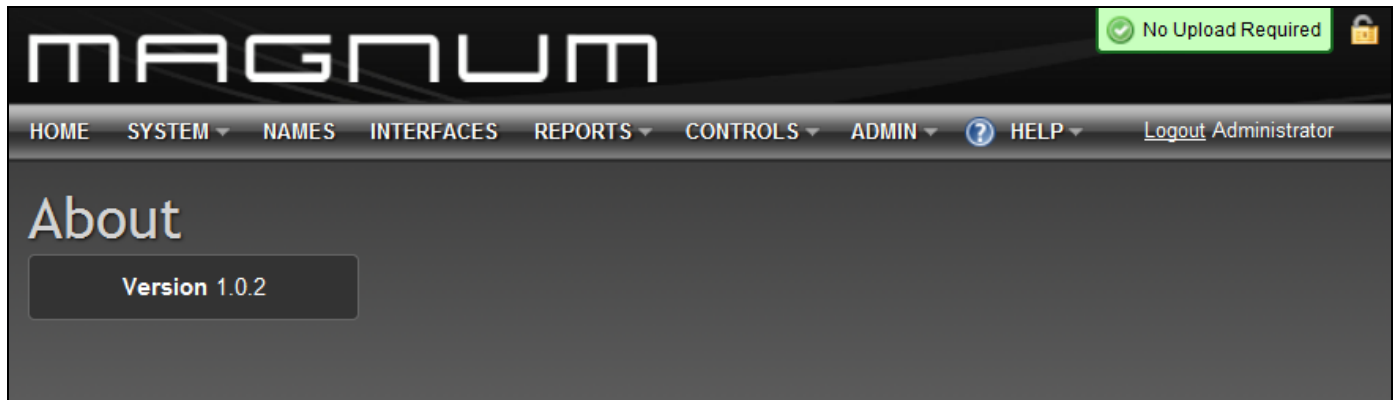 MAGNUM
No Upload Required
HOME SYSTEM NAMES INTERFACES REPORTS CONTROLS ADMIN ? HELP Logout Administrator
About
Version 1.0.2